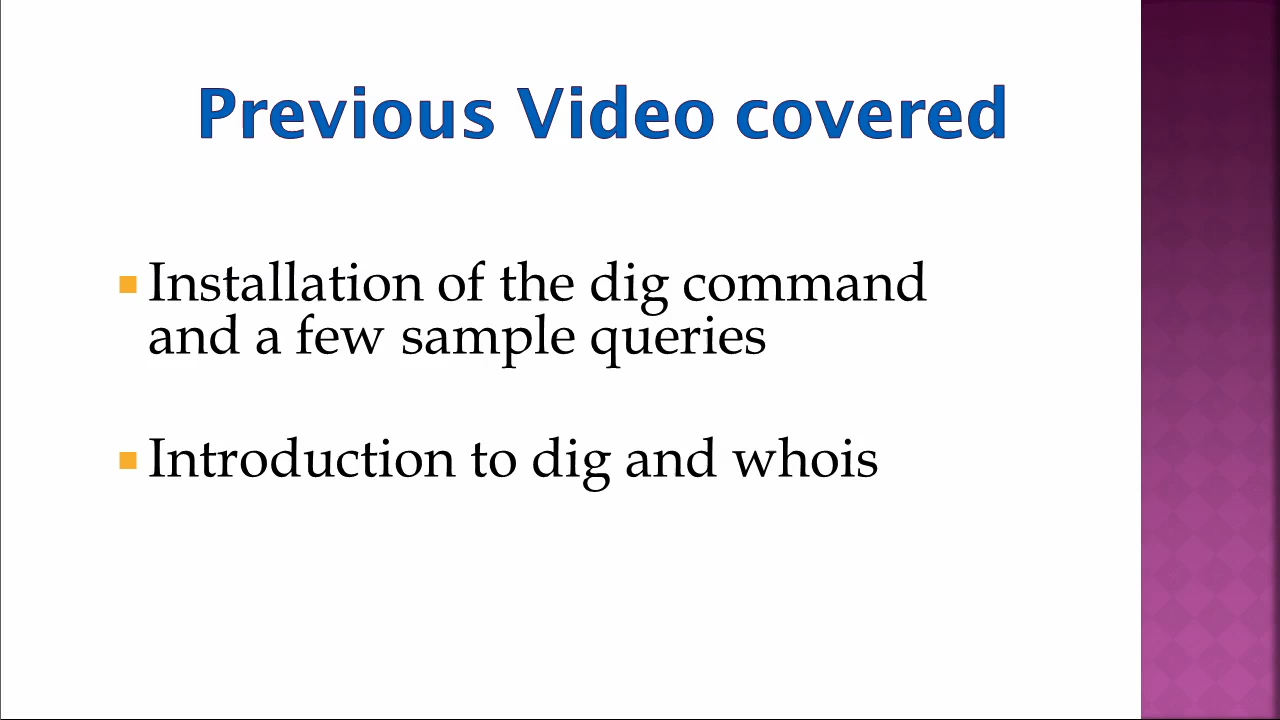 Previous Video covered
Installation of the dig command
and a few sample queries
Introduction to dig and whois